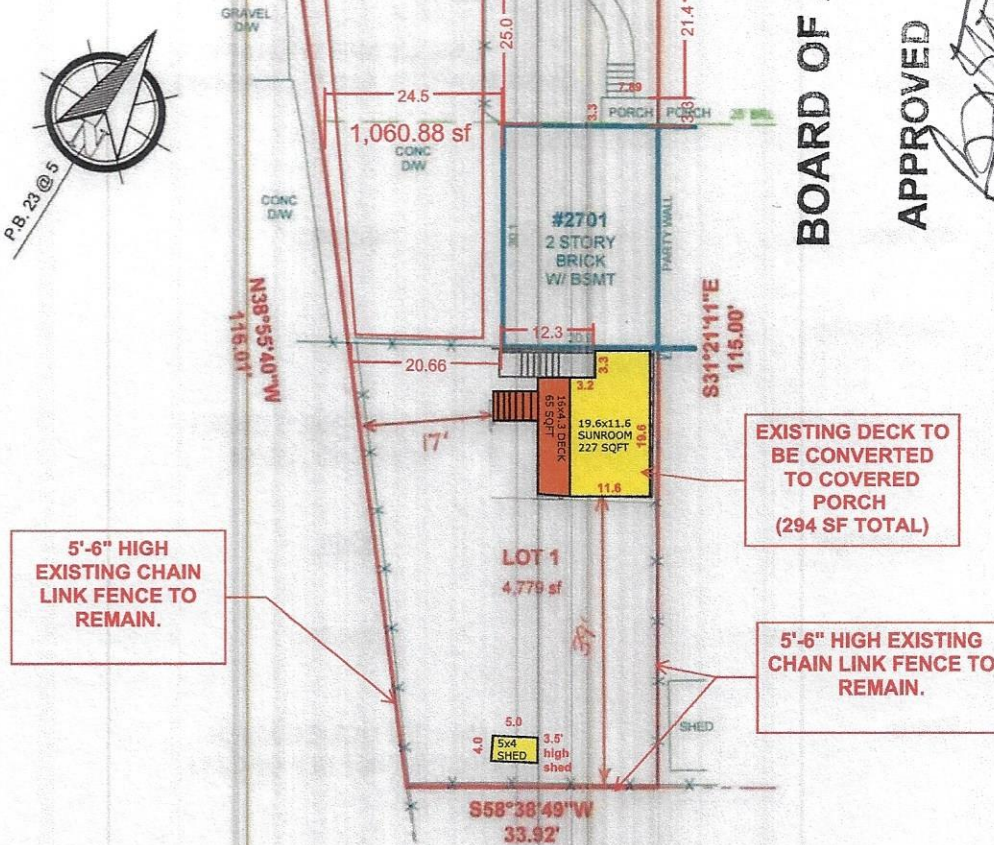 GRAVEL
D/W
25.0
21.4'
BOARD OF
APPROVED
P.B. 23 @ 5
24.5
1,060.88 sf
CONC
D/W
CONC
D/W
7.89
3.3
PORCH
PORCH
3.3
25' BRL
#2701
2 STORY
BRICK
W/ BSMT
30.1
PARTY WALL
N38°55'40"W
116.01'
S31°21'11"E
115.00'
12.3
20.66
3.3
3.2
16x4.3 DECK
65 SQFT
19.6x11.6
SUNROOM
227 SQFT
19.6
11.6
17'
EXISTING DECK TO
BE CONVERTED
TO COVERED
PORCH
(294 SF TOTAL)
5'-6" HIGH
EXISTING CHAIN
LINK FENCE TO
REMAIN.
LOT 1
4,779 sf
39'
5'-6" HIGH EXISTING
CHAIN LINK FENCE TO
REMAIN.
SHED
5.0
4.0
5x4
SHED
3.5'
high
shed
S58°38'49"W
33.92'